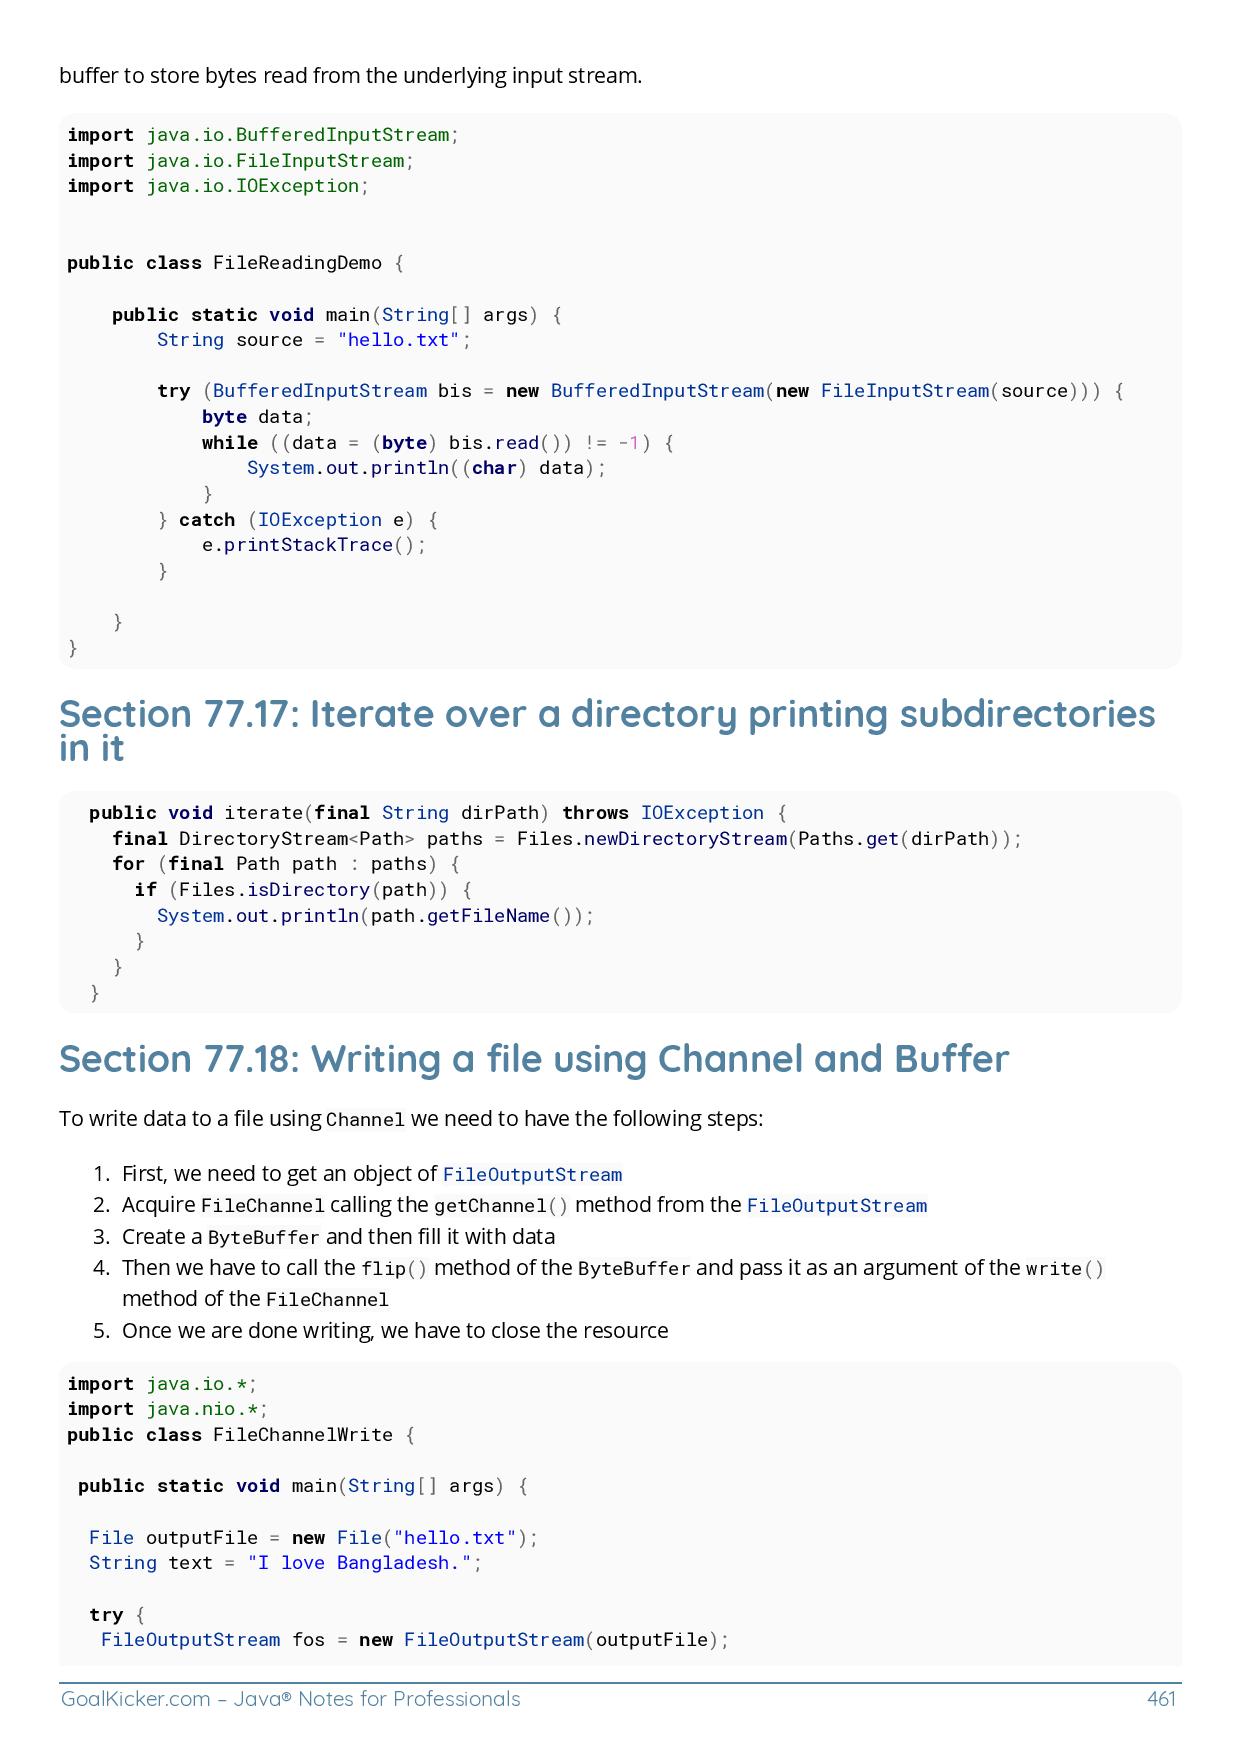 buffer to store bytes read from the underlying input stream.
import java.io.BufferedInputStream;
import java.io.FileInputStream;
import java.io.IOException;
public class FileReadingDemo {
    public static void main(String[] args) {
        String source = "hello.txt";
        try (BufferedInputStream bis = new BufferedInputStream(new FileInputStream(source))) {
            byte data;
            while ((data = (byte) bis.read()) != -1) {
                System.out.println((char) data);
            }
        } catch (IOException e) {
            e.printStackTrace();
        }
    }
}
Section 77.17: Iterate over a directory printing subdirectories
in it
  public void iterate(final String dirPath) throws IOException {
    final DirectoryStream<Path> paths = Files.newDirectoryStream(Paths.get(dirPath));
    for (final Path path : paths) {
      if (Files.isDirectory(path)) {
        System.out.println(path.getFileName());
      }
    }
  }
Section 77.18: Writing a file using Channel and Buffer
To write data to a file using Channel we need to have the following steps:
1. First, we need to get an object of FileOutputStream
2. Acquire FileChannel calling the getChannel() method from the FileOutputStream
3. Create a ByteBuffer and then fill it with data
4. Then we have to call the flip() method of the ByteBuffer and pass it as an argument of the write()
method of the FileChannel
5. Once we are done writing, we have to close the resource
import java.io.*;
import java.nio.*;
public class FileChannelWrite {
 public static void main(String[] args) {
  File outputFile = new File("hello.txt");
  String text = "I love Bangladesh.";
  try {
   FileOutputStream fos = new FileOutputStream(outputFile);
GoalKicker.com – Java® Notes for Professionals
461